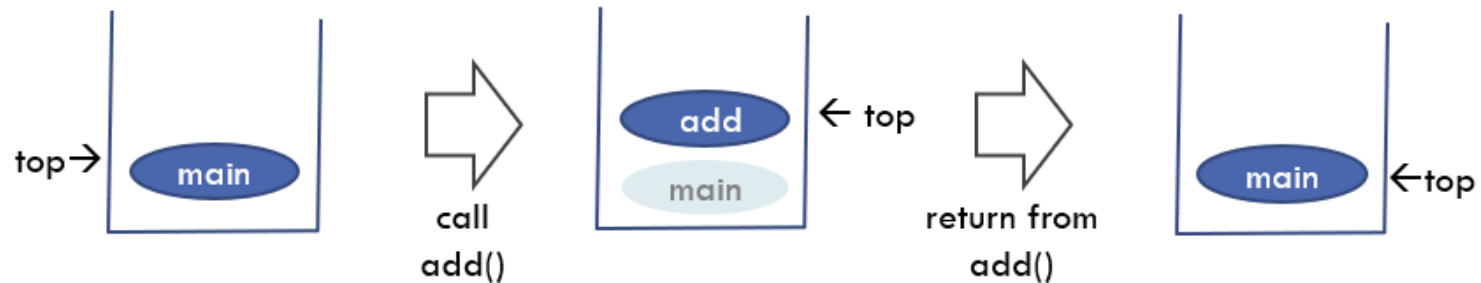 top→
main
call
add()
add
main
← top
return from
add()
main
←top